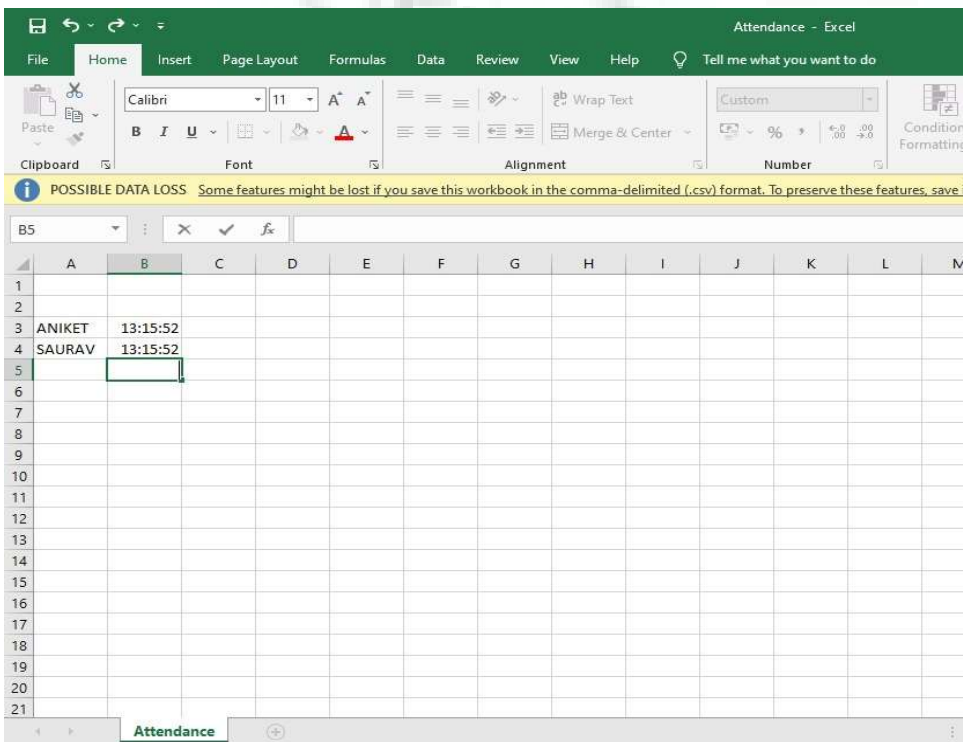 Attendance - Excel
File Home Insert Page Layout Formulas Data Review View Help Tell me what you want to do
Calibri 11 A A ab Wrap Text Custom
Paste B I U A Merge & Center % , .00 Condition
Formatting
Clipboard Font Alignment Number
POSSIBLE DATA LOSS Some features might be lost if you save this workbook in the comma-delimited (.csv) format. To preserve these features, save
B5 fx
A B C D E F G H I J K L M
1
2
3 ANIKET 13:15:52
4 SAURAV 13:15:52
5
6
7
8
9
10
11
12
13
14
15
16
17
18
19
20
21
Attendance